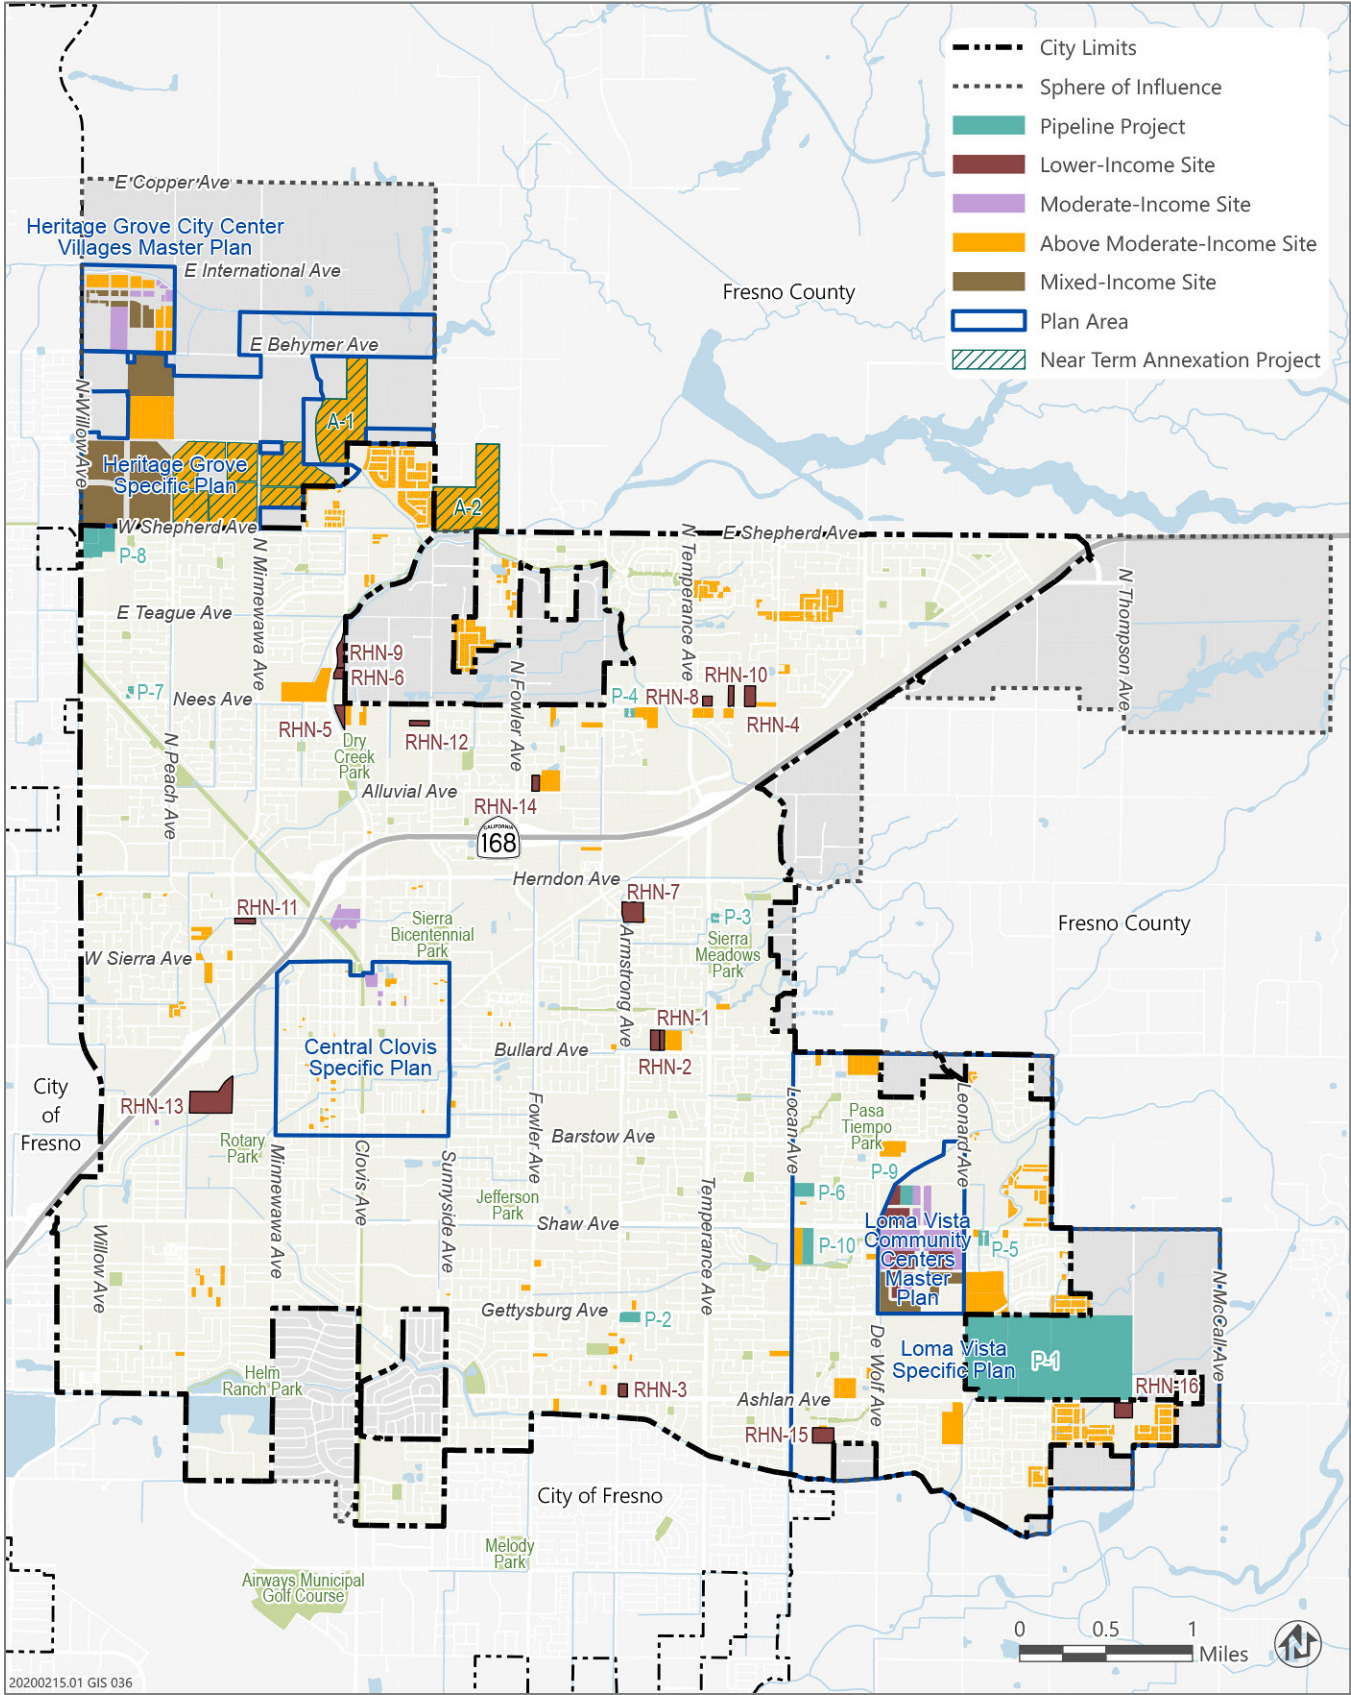 City Limits
Sphere of Influence
Pipeline Project
Lower-Income Site
Moderate-Income Site
Above Moderate-Income Site
Mixed-Income Site
Plan Area
Near Term Annexation Project
E Copper Ave
Heritage Grove City Center
Villages Master Plan
E International Ave
Fresno County
E Behymer Ave
N Willow Ave
A-1
Heritage Grove
Specific Plan
A-2
W Shepherd Ave
E Shepherd Ave
P-8
N Minnewawa Ave
N Temperance Ave
N Thompson Ave
E Teague Ave
RHN-9
RHN-6
N Fowler Ave
P-7
Nees Ave
P-4
RHN-8
RHN-10
RHN-4
RHN-5
RHN-12
Dry
Creek
Park
N Peach Ave
Alluvial Ave
RHN-14
CALIFORNIA
168
Herndon Ave
RHN-7
RHN-11
P-3
Sierra
Bicentennial
Park
Armstrong Ave
Sierra
Meadows
Park
Fresno County
W Sierra Ave
RHN-1
Central Clovis
Specific Plan
Bullard Ave
RHN-2
City
of
Fresno
RHN-13
Locan Ave
Leonard Ave
Pasa
Tiempo
Park
Rotary
Park
Fowler Ave
Barstow Ave
Minnewawa Ave
Clovis Ave
Sunnyside Ave
P-9
P-6
Jefferson
Park
Temperance Ave
Shaw Ave
Loma Vista
Community
Centers
Master
Plan
P-10
P-5
Willow Ave
N McCall Ave
Gettysburg Ave
P-2
De Wolf Ave
Loma Vista
Specific Plan
P-1
Helm
Ranch Park
RHN-3
RHN-16
Ashlan Ave
RHN-15
City of Fresno
Melody
Park
Airways Municipal
Golf Course
0 0.5 1
Miles
N
20200215.01 GIS 036